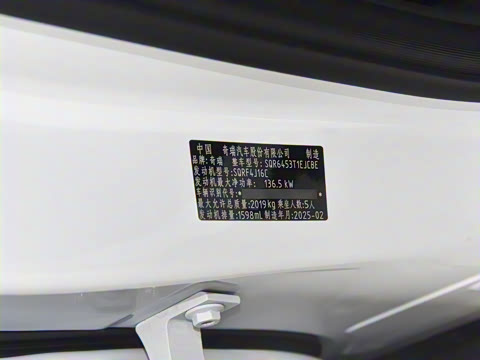 中国 奇瑞汽车股份有限公司 制造
品牌:奇瑞 整车型号:SQR6453T1EJCBE
发动机型号:SQRF4J16C
发动机最大净功率: 136.5 kW
车辆识别代号:
最大允许总质量:2019kg 乘坐人数:5人
发动机排量:1598mL 制造年月:2025-02